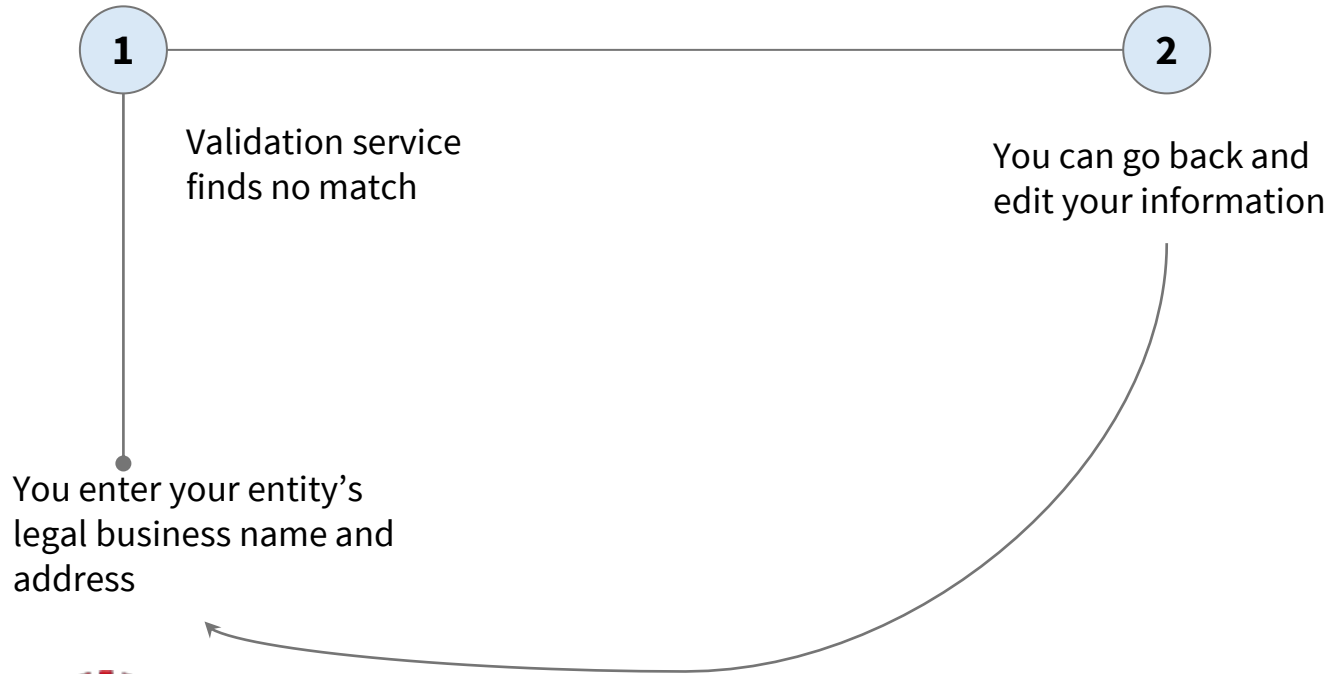 1
2
Validation service
finds no match
You can go back and
edit your information
You enter your entity’s
legal business name and
address